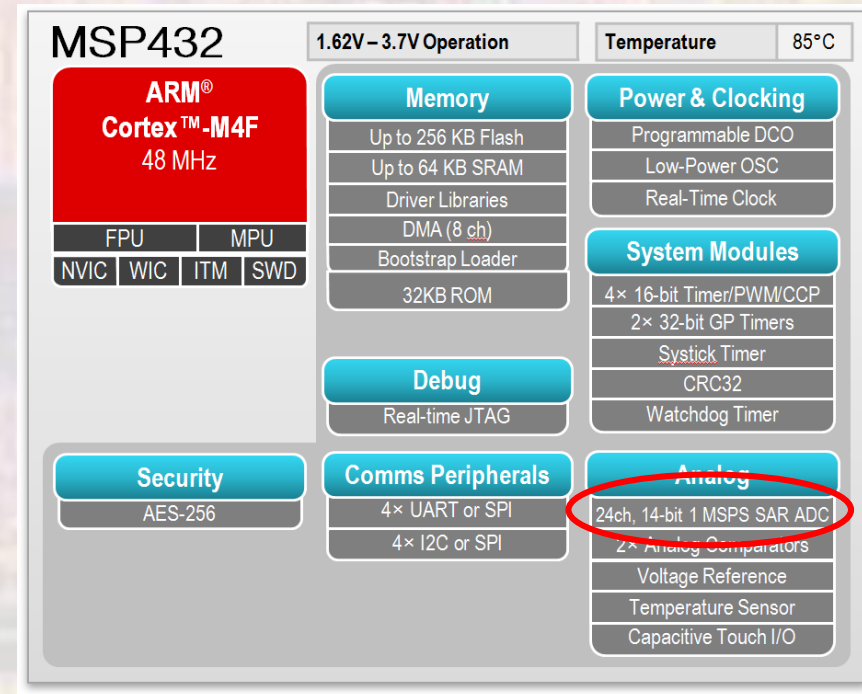 MSP432
1.62V – 3.7V Operation
Temperature
85°C
ARM®
Cortex™-M4F
48 MHz
FPU
MPU
NVIC
WIC
ITM
SWD
Memory
Up to 256 KB Flash
Up to 64 KB SRAM
Driver Libraries
DMA (8 ch)
Bootstrap Loader
32KB ROM
Power & Clocking
Programmable DCO
Low-Power OSC
Real-Time Clock
System Modules
4× 16-bit Timer/PWM/CCP
2× 32-bit GP Timers
Systick Timer
CRC32
Watchdog Timer
Debug
Real-time JTAG
Security
AES-256
Comms Peripherals
4× UART or SPI
4× I2C or SPI
Analog
24ch, 14-bit 1 MSPS SAR ADC
2× Analog Comparators
Voltage Reference
Temperature Sensor
Capacitive Touch I/O